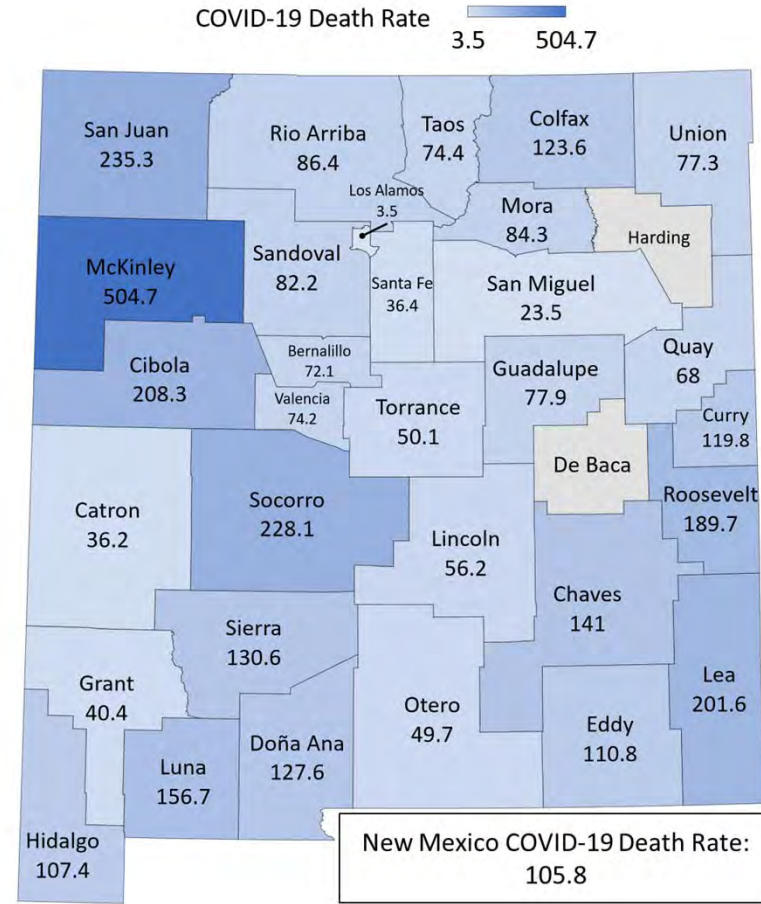 COVID-19 Death Rate
3.5 504.7
San Juan
235.3
Rio Arriba
86.4
Taos
74.4
Colfax
123.6
Union
77.3
Los Alamos
3.5
Mora
84.3
Harding
McKinley
504.7
Sandoval
82.2
Santa Fe
36.4
San Miguel
23.5
Quay
68
Cibola
208.3
Bernalillo
72.1
Valencia
74.2
Guadalupe
77.9
Torrance
50.1
Curry
119.8
De Baca
Roosevelt
189.7
Catron
36.2
Socorro
228.1
Lincoln
56.2
Chaves
141
Sierra
130.6
Lea
201.6
Grant
40.4
Otero
49.7
Eddy
110.8
Doña Ana
127.6
Luna
156.7
Hidalgo
107.4
New Mexico COVID-19 Death Rate:
105.8